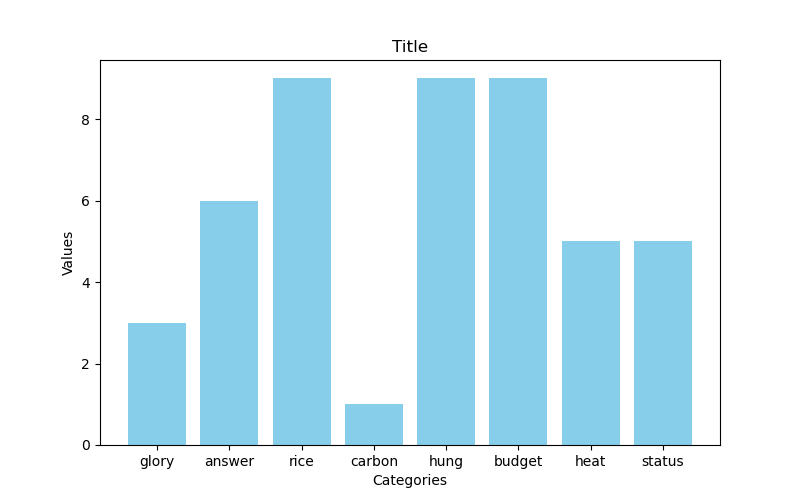 Title
Values
8
6
4
2
0
glory answer rice carbon hung budget heat status
Categories